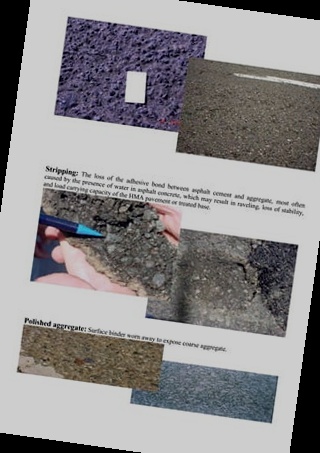 Stripping: The loss of the adhesive bond between asphalt cement and aggregate, most often
caused by the presence of water in asphalt concrete, which may result in raveling, loss of stability,
and load carrying capacity of the HMA pavement or treated base.
Polished aggregate: Surface binder worn away to expose coarse aggregate.